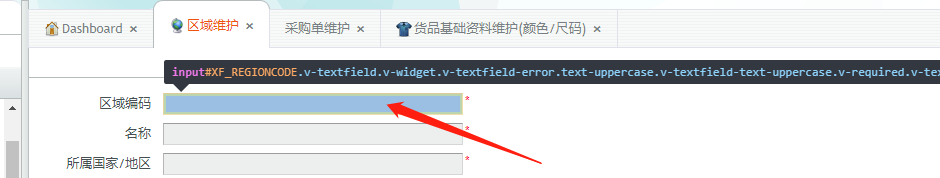 Dashboard × 区域维护 × 采购单维护 × 货品基础资料维护(颜色/尺码) ×
input#XF_REGIONCODE.v-textfield.v-widget.v-textfield-error.text-uppercase.v-textfield-text-uppercase.v-required.v-te
区域编码 *
名称 *
所属国家/地区 *